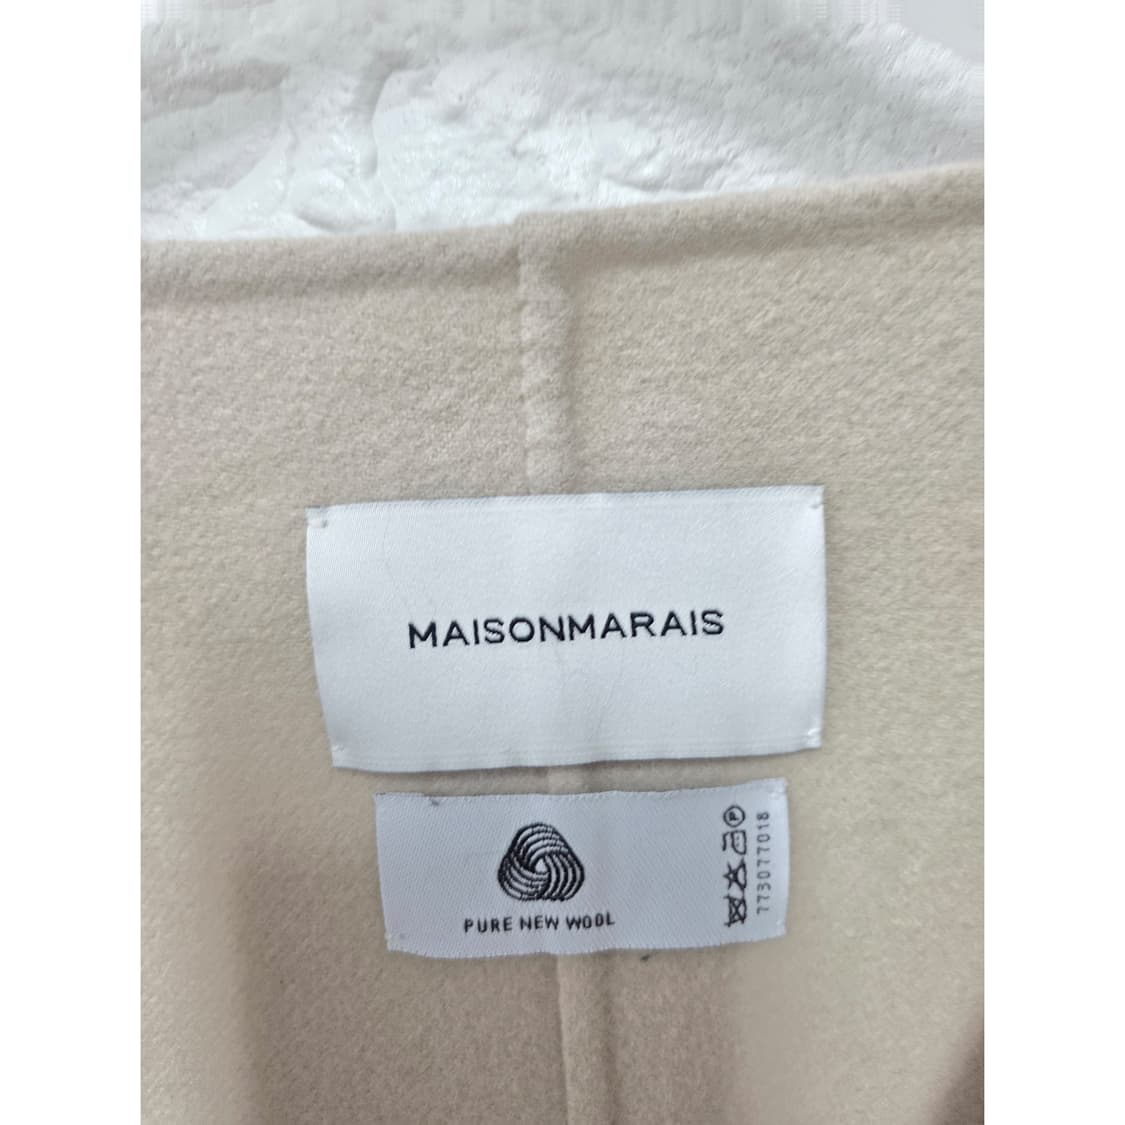 MAISONMARAIS
PURE NEW WOOL
P
773077018